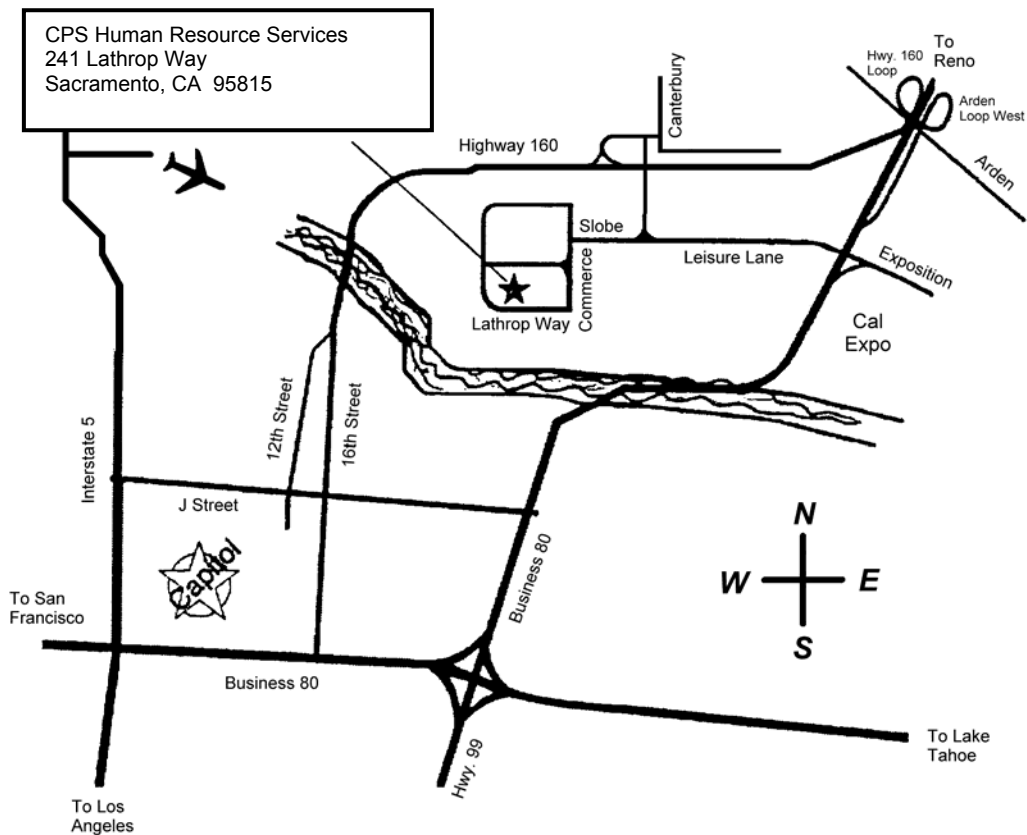 CPS Human Resource Services
241 Lathrop Way
Sacramento, CA 95815
To
Reno
Hwy. 160
Loop
Arden
Loop West
Arden
Canterbury
Highway 160
Slobe
Leisure Lane
Exposition
Commerce
Lathrop Way
Cal
Expo
12th Street
16th Street
Interstate 5
J Street
Capitol
Business 80
N
W
E
S
To San
Francisco
Business 80
Hwy. 99
To Lake
Tahoe
To Los
Angeles